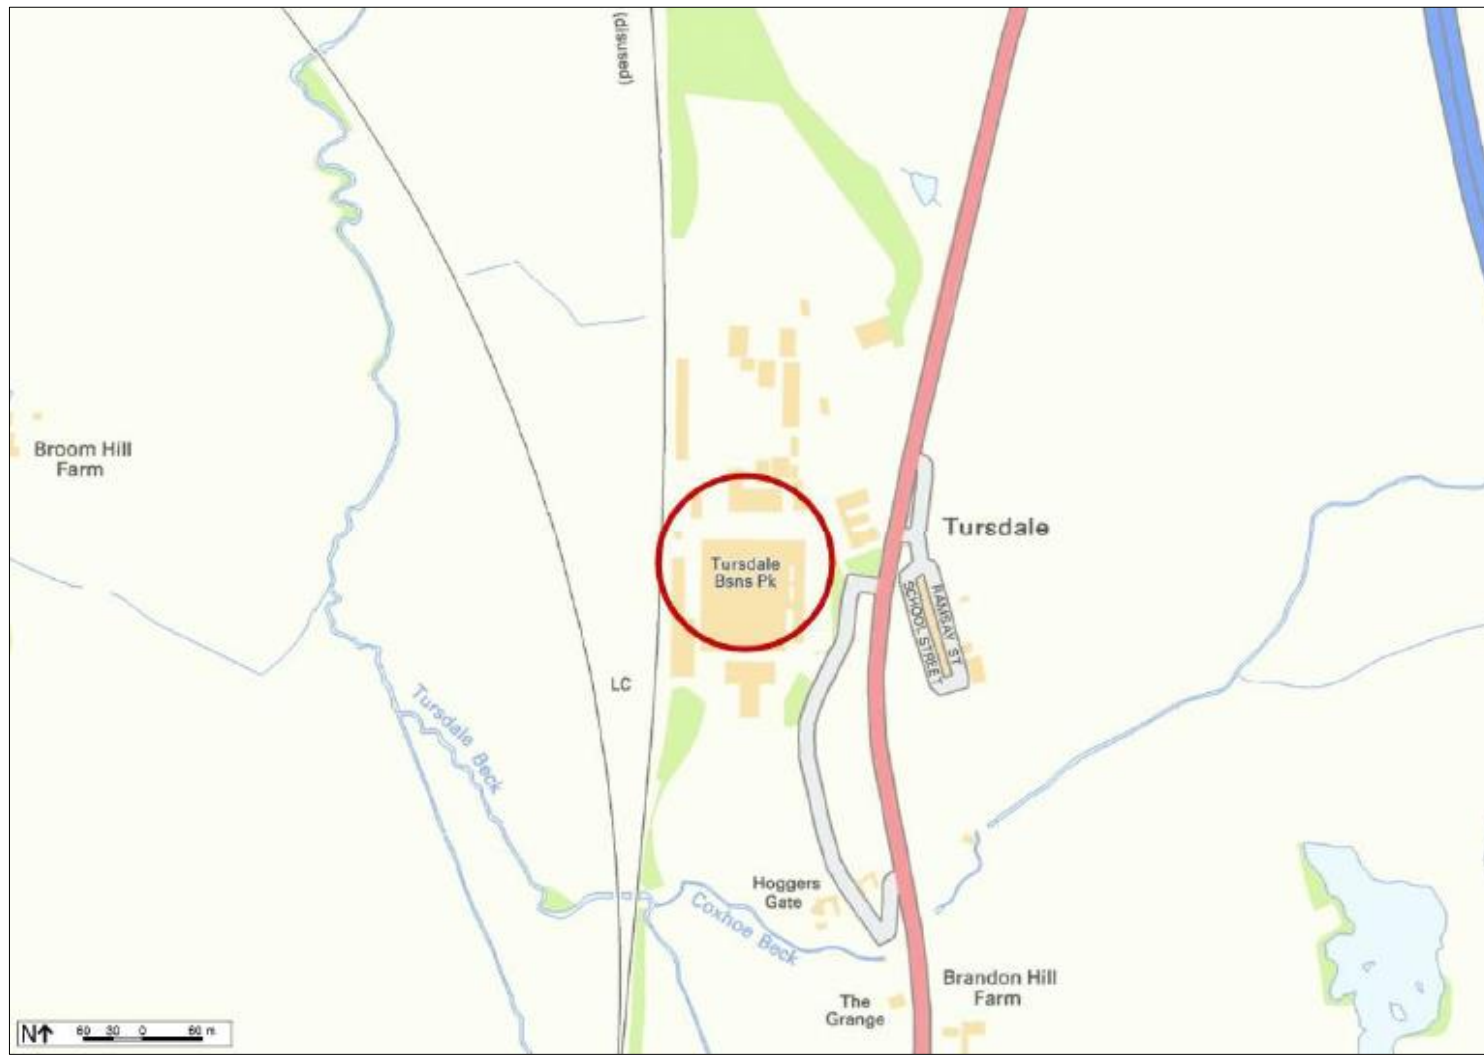 (disused)
Broom Hill
Farm
Tursdale
Tursdale
Bsns Pk
RAMSAY ST
SCHOOL STREET
LC
Tursdale Beck
Hoggers
Gate
Coxhoe Beck
Brandon Hill
Farm
The
Grange
N
60 30 0 60 m